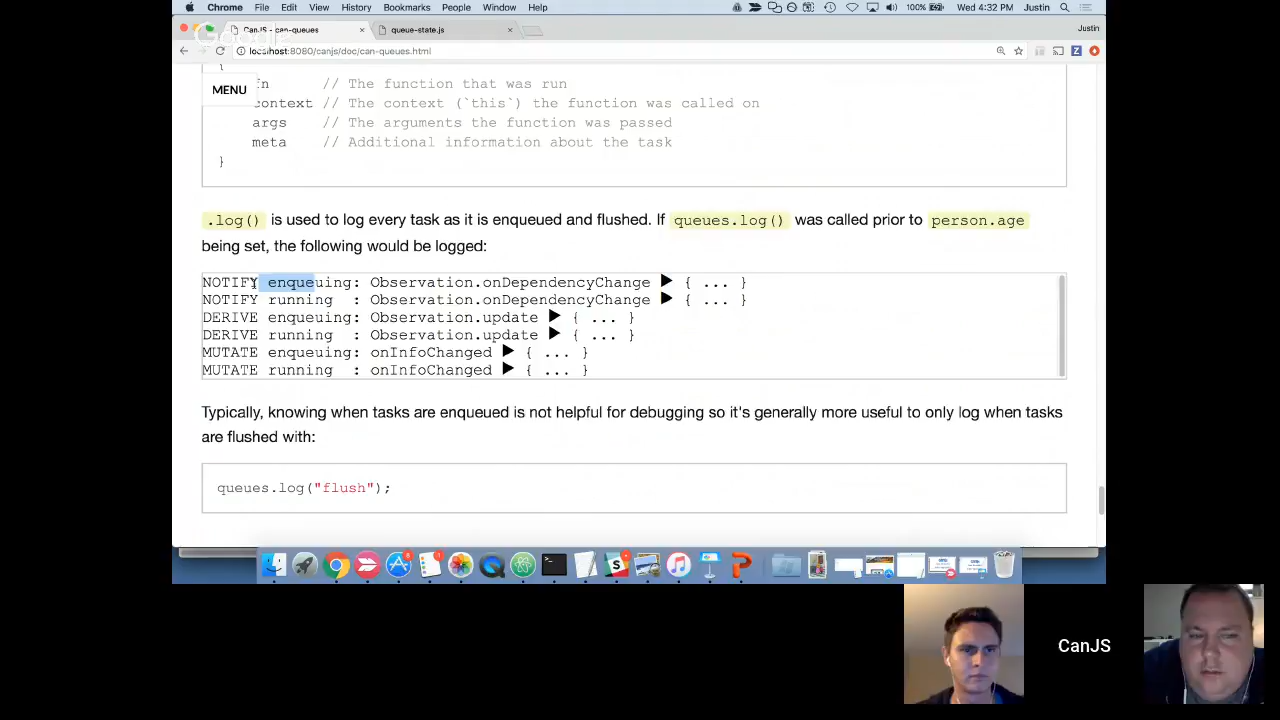 Chrome File Edit View History Bookmarks People Window Help 100% Wed 4:32 PM Justin
CanJS - can-queues × queue-state.js × Justin
localhost:8080/canjs/doc/can-queues.html
{
MENU
fn // The function that was run
context // The context (`this`) the function was called on
args // The arguments the function was passed
meta // Additional information about the task
}
.log() is used to log every task as it is enqueued and flushed. If queues.log() was called prior to person.age
being set, the following would be logged:
NOTIFY enqueuing: Observation.onDependencyChange ▶ { ... }
NOTIFY running : Observation.onDependencyChange ▶ { ... }
DERIVE enqueuing: Observation.update ▶ { ... }
DERIVE running : Observation.update ▶ { ... }
MUTATE enqueuing: onInfoChanged ▶ { ... }
MUTATE running : onInfoChanged ▶ { ... }
Typically, knowing when tasks are enqueued is not helpful for debugging so it's generally more useful to only log when tasks
are flushed with:
queues.log("flush");
CanJS